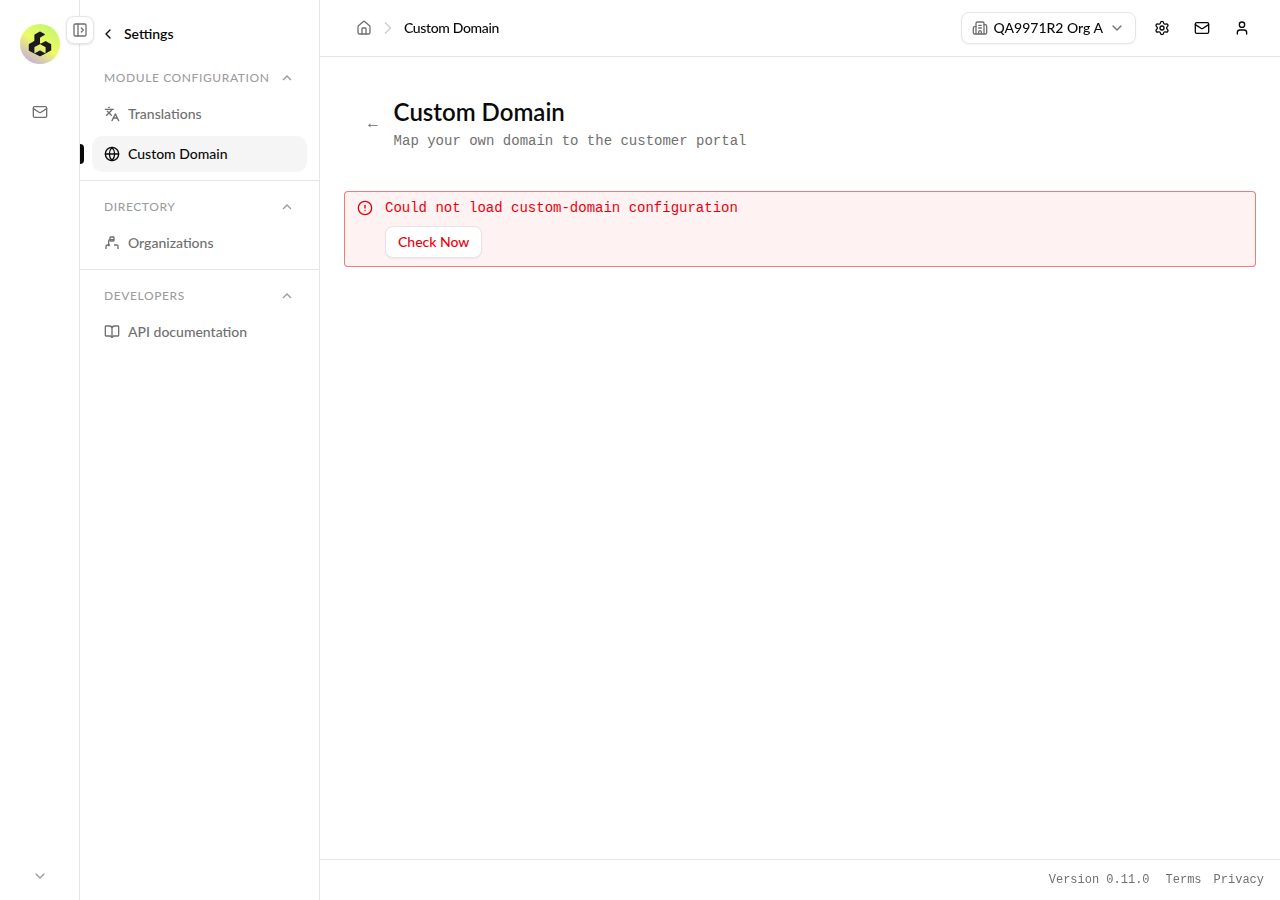 Settings
MODULE CONFIGURATION
Translations
Custom Domain
DIRECTORY
Organizations
DEVELOPERS
API documentation
Custom Domain
QA9971R2 Org A
← Custom Domain
Map your own domain to the customer portal
Could not load custom-domain configuration
Check Now
Version 0.11.0 Terms Privacy